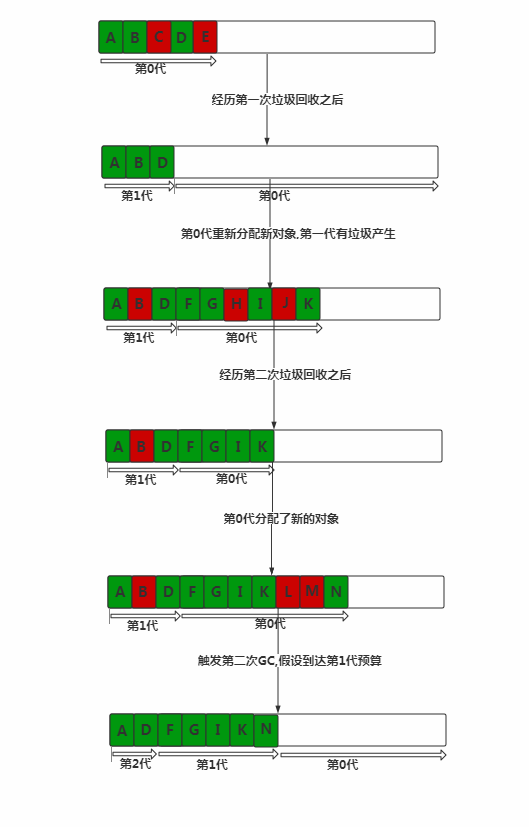 A B C D E
第0代
经历第一次垃圾回收之后
A B D
第1代 第0代
第0代重新分配新对象,第一代有垃圾产生
A B D F G H I J K
第1代 第0代
经历第二次垃圾回收之后
A B D F G I K
第1代 第0代
第0代分配了新的对象
A B D F G I K L M N
第1代 第0代
触发第二次GC,假设到达第1代预算
A D F G I K N
第2代 第1代 第0代